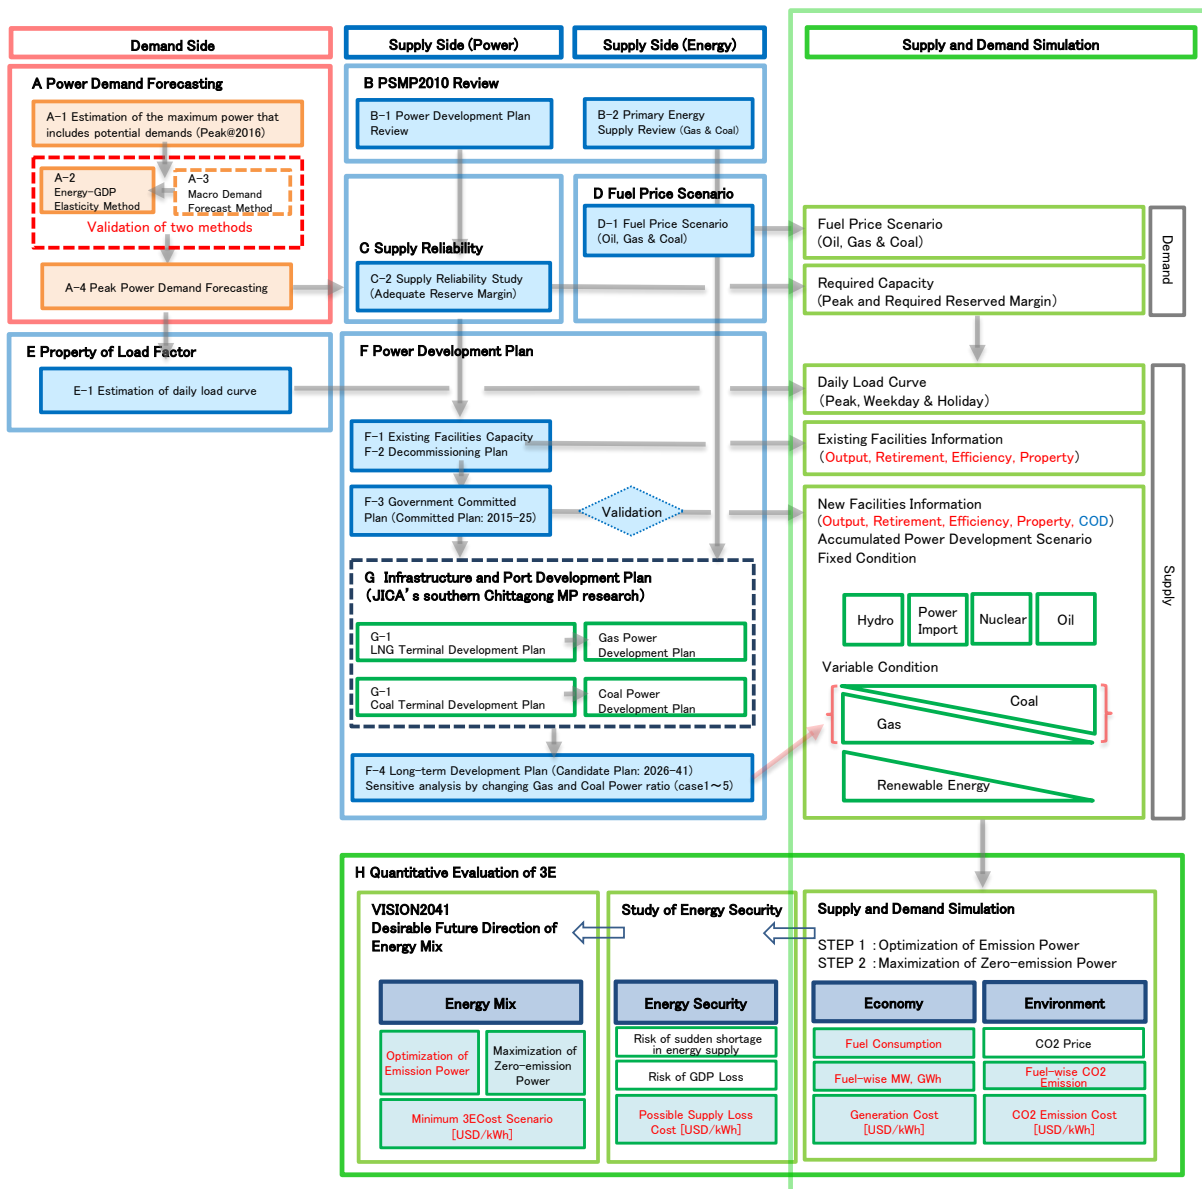 Demand Side
Supply Side (Power)
Supply Side (Energy)
Supply and Demand Simulation
A Power Demand Forecasting
A-1 Estimation of the maximum power that
includes potential demands (Peak@2016)
A-2
Energy-GDP
Elasticity Method
A-3
Macro Demand
Forecast Method
Validation of two methods
A-4 Peak Power Demand Forecasting
B PSMP2010 Review
B-1 Power Development Plan
Review
B-2 Primary Energy
Supply Review (Gas & Coal)
C Supply Reliability
C-2 Supply Reliability Study
(Adequate Reserve Margin)
D Fuel Price Scenario
D-1 Fuel Price Scenario
(Oil, Gas & Coal)
Fuel Price Scenario
(Oil, Gas & Coal)
Required Capacity
(Peak and Required Reserved Margin)
Demand
E Property of Load Factor
E-1 Estimation of daily load curve
F Power Development Plan
F-1 Existing Facilities Capacity
F-2 Decommissioning Plan
F-3 Government Committed
Plan (Committed Plan: 2015-25)
Validation
G Infrastructure and Port Development Plan
(JICA's southern Chittagong MP research)
G-1
LNG Terminal Development Plan
Gas Power
Development Plan
G-1
Coal Terminal Development Plan
Coal Power
Development Plan
F-4 Long-term Development Plan (Candidate Plan: 2026-41)
Sensitive analysis by changing Gas and Coal Power ratio (case1～5)
Daily Load Curve
(Peak, Weekday & Holiday)
Existing Facilities Information
(Output, Retirement, Efficiency, Property)
New Facilities Information
(Output, Retirement, Efficiency, Property, COD)
Accumulated Power Development Scenario
Fixed Condition
Hydro
Power
Import
Nuclear
Oil
Variable Condition
Coal
Gas
Renewable Energy
Supply
H Quantitative Evaluation of 3E
VISION2041
Desirable Future Direction of
Energy Mix
Energy Mix
Optimization of
Emission Power
Maximization of
Zero-emission
Power
Minimum 3ECost Scenario
[USD/kWh]
Study of Energy Security
Energy Security
Risk of sudden shortage
in energy supply
Risk of GDP Loss
Possible Supply Loss
Cost [USD/kWh]
Supply and Demand Simulation
STEP 1 : Optimization of Emission Power
STEP 2 : Maximization of Zero-emission Power
Economy
Environment
Fuel Consumption
CO2 Price
Fuel-wise MW, GWh
Fuel-wise CO2
Emission
Generation Cost
[USD/kWh]
CO2 Emission Cost
[USD/kWh]